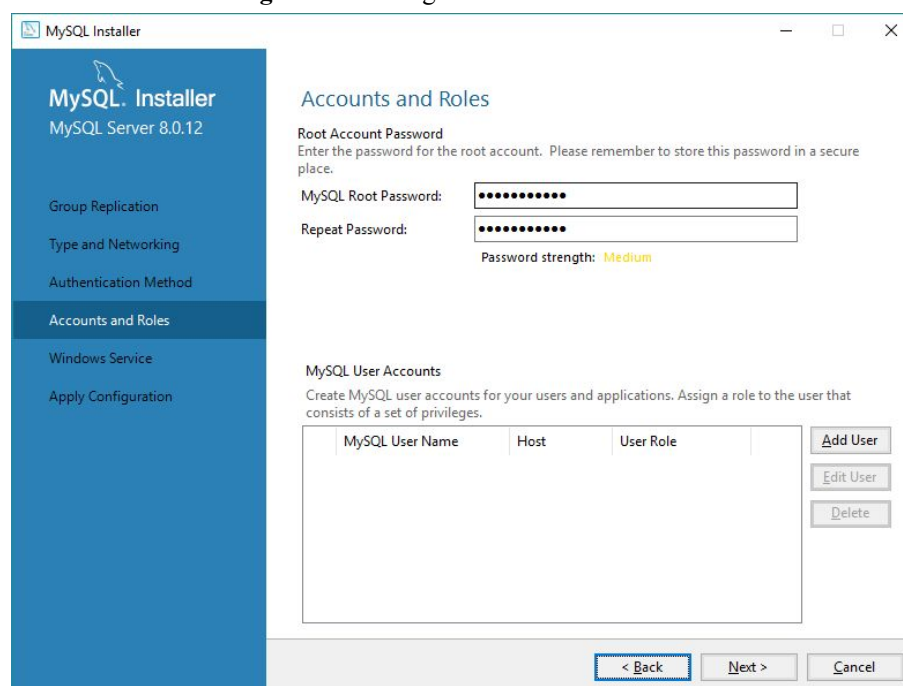 MySQL Installer
MySQL. Installer
MySQL Server 8.0.12
Group Replication
Type and Networking
Authentication Method
Accounts and Roles
Windows Service
Apply Configuration
Accounts and Roles
Root Account Password
Enter the password for the root account. Please remember to store this password in a secure
place.
MySQL Root Password: •••••••••••
Repeat Password: •••••••••••
Password strength: Medium
MySQL User Accounts
Create MySQL user accounts for your users and applications. Assign a role to the user that
consists of a set of privileges.
MySQL User Name Host User Role
Add User
Edit User
Delete
< Back Next > Cancel